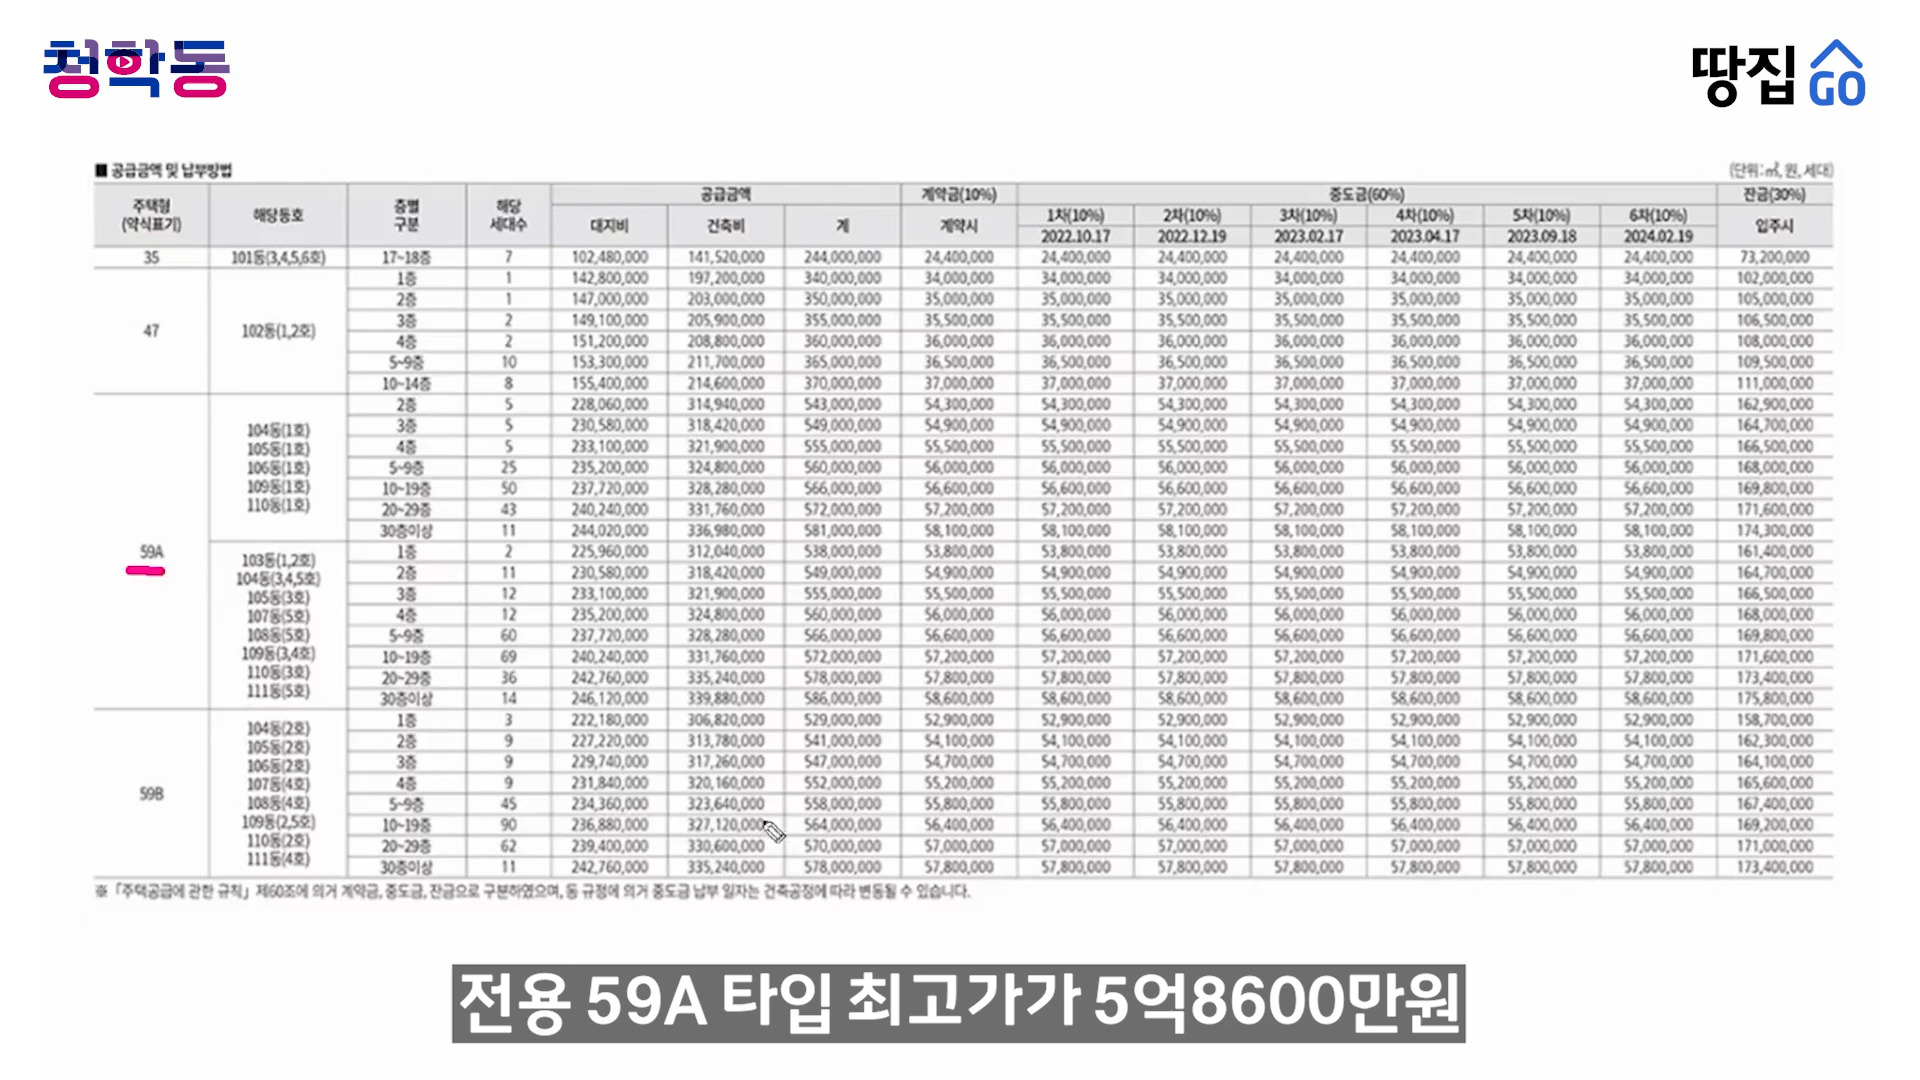 청학동
땅집GO
■ 공급금액 및 납부방법 (단위:㎡, 원, 세대)
주택형 (약식표기) 해당동호 층별 구분 해당 세대수 공급금액 계약금(10%) 중도금(60%) 잔금(30%)
대지비 건축비 계 계약시 1차(10%) 2차(10%) 3차(10%) 4차(10%) 5차(10%) 6차(10%) 입주시
2022.10.17 2022.12.19 2023.02.17 2023.04.17 2023.09.18 2024.02.19
35 101동(3,4,5,6호) 17~18층 7 102,480,000 141,520,000 244,000,000 24,400,000 24,400,000 24,400,000 24,400,000 24,400,000 24,400,000 24,400,000 73,200,000
47 102동(1,2호) 1층 1 142,800,000 197,200,000 340,000,000 34,000,000 34,000,000 34,000,000 34,000,000 34,000,000 34,000,000 34,000,000 102,000,000
2층 1 147,000,000 203,000,000 350,000,000 35,000,000 35,000,000 35,000,000 35,000,000 35,000,000 35,000,000 35,000,000 105,000,000
3층 2 149,100,000 205,900,000 355,000,000 35,500,000 35,500,000 35,500,000 35,500,000 35,500,000 35,500,000 35,500,000 106,500,000
4층 2 151,200,000 208,800,000 360,000,000 36,000,000 36,000,000 36,000,000 36,000,000 36,000,000 36,000,000 36,000,000 108,000,000
5~9층 10 153,300,000 211,700,000 365,000,000 36,500,000 36,500,000 36,500,000 36,500,000 36,500,000 36,500,000 36,500,000 109,500,000
10~14층 8 155,400,000 214,600,000 370,000,000 37,000,000 37,000,000 37,000,000 37,000,000 37,000,000 37,000,000 37,000,000 111,000,000
59A
104동(1호)
105동(1호)
106동(1호)
109동(1호)
110동(1호)
2층 5 228,060,000 314,940,000 543,000,000 54,300,000 54,300,000 54,300,000 54,300,000 54,300,000 54,300,000 54,300,000 162,900,000
3층 5 230,580,000 318,420,000 549,000,000 54,900,000 54,900,000 54,900,000 54,900,000 54,900,000 54,900,000 54,900,000 164,700,000
4층 5 233,100,000 321,900,000 555,000,000 55,500,000 55,500,000 55,500,000 55,500,000 55,500,000 55,500,000 55,500,000 166,500,000
5~9층 25 235,200,000 324,800,000 560,000,000 56,000,000 56,000,000 56,000,000 56,000,000 56,000,000 56,000,000 56,000,000 168,000,000
10~19층 50 237,720,000 328,280,000 566,000,000 56,600,000 56,600,000 56,600,000 56,600,000 56,600,000 56,600,000 56,600,000 169,800,000
20~29층 43 240,240,000 331,760,000 572,000,000 57,200,000 57,200,000 57,200,000 57,200,000 57,200,000 57,200,000 57,200,000 171,600,000
30층이상 11 244,020,000 336,980,000 581,000,000 58,100,000 58,100,000 58,100,000 58,100,000 58,100,000 58,100,000 58,100,000 174,300,000
103동(1,2호)
104동(3,4,5호)
105동(3호)
107동(5호)
108동(5호)
109동(3,4호)
110동(3호)
111동(5호)
1층 2 225,960,000 312,040,000 538,000,000 53,800,000 53,800,000 53,800,000 53,800,000 53,800,000 53,800,000 53,800,000 161,400,000
2층 11 230,580,000 318,420,000 549,000,000 54,900,000 54,900,000 54,900,000 54,900,000 54,900,000 54,900,000 54,900,000 164,700,000
3층 12 233,100,000 321,900,000 555,000,000 55,500,000 55,500,000 55,500,000 55,500,000 55,500,000 55,500,000 55,500,000 166,500,000
4층 12 235,200,000 324,800,000 560,000,000 56,000,000 56,000,000 56,000,000 56,000,000 56,000,000 56,000,000 56,000,000 168,000,000
5~9층 60 237,720,000 328,280,000 566,000,000 56,600,000 56,600,000 56,600,000 56,600,000 56,600,000 56,600,000 56,600,000 169,800,000
10~19층 69 240,240,000 331,760,000 572,000,000 57,200,000 57,200,000 57,200,000 57,200,000 57,200,000 57,200,000 57,200,000 171,600,000
20~29층 36 242,760,000 335,240,000 578,000,000 57,800,000 57,800,000 57,800,000 57,800,000 57,800,000 57,800,000 57,800,000 173,400,000
30층이상 14 246,120,000 339,880,000 586,000,000 58,600,000 58,600,000 58,600,000 58,600,000 58,600,000 58,600,000 58,600,000 175,800,000
59B
104동(2호)
105동(2호)
106동(2호)
107동(4호)
108동(4호)
109동(2,5호)
110동(2호)
111동(4호)
1층 3 222,180,000 306,820,000 529,000,000 52,900,000 52,900,000 52,900,000 52,900,000 52,900,000 52,900,000 52,900,000 158,700,000
2층 9 227,220,000 313,780,000 541,000,000 54,100,000 54,100,000 54,100,000 54,100,000 54,100,000 54,100,000 54,100,000 162,300,000
3층 9 229,740,000 317,260,000 547,000,000 54,700,000 54,700,000 54,700,000 54,700,000 54,700,000 54,700,000 54,700,000 164,100,000
4층 9 231,840,000 320,160,000 552,000,000 55,200,000 55,200,000 55,200,000 55,200,000 55,200,000 55,200,000 55,200,000 165,600,000
5~9층 45 234,360,000 323,640,000 558,000,000 55,800,000 55,800,000 55,800,000 55,800,000 55,800,000 55,800,000 55,800,000 167,400,000
10~19층 90 236,880,000 327,120,000 564,000,000 56,400,000 56,400,000 56,400,000 56,400,000 56,400,000 56,400,000 56,400,000 169,200,000
20~29층 62 239,400,000 330,600,000 570,000,000 57,000,000 57,000,000 57,000,000 57,000,000 57,000,000 57,000,000 57,000,000 171,000,000
30층이상 11 242,760,000 335,240,000 578,000,000 57,800,000 57,800,000 57,800,000 57,800,000 57,800,000 57,800,000 57,800,000 173,400,000
※「주택공급에 관한 규칙」제60조에 의거 계약금, 중도금, 잔금으로 구분하였으며, 동 규정에 의거 중도금 납부 일자는 건축공정에 따라 변동될 수 있습니다.
전용 59A 타입 최고가가 5억8600만원